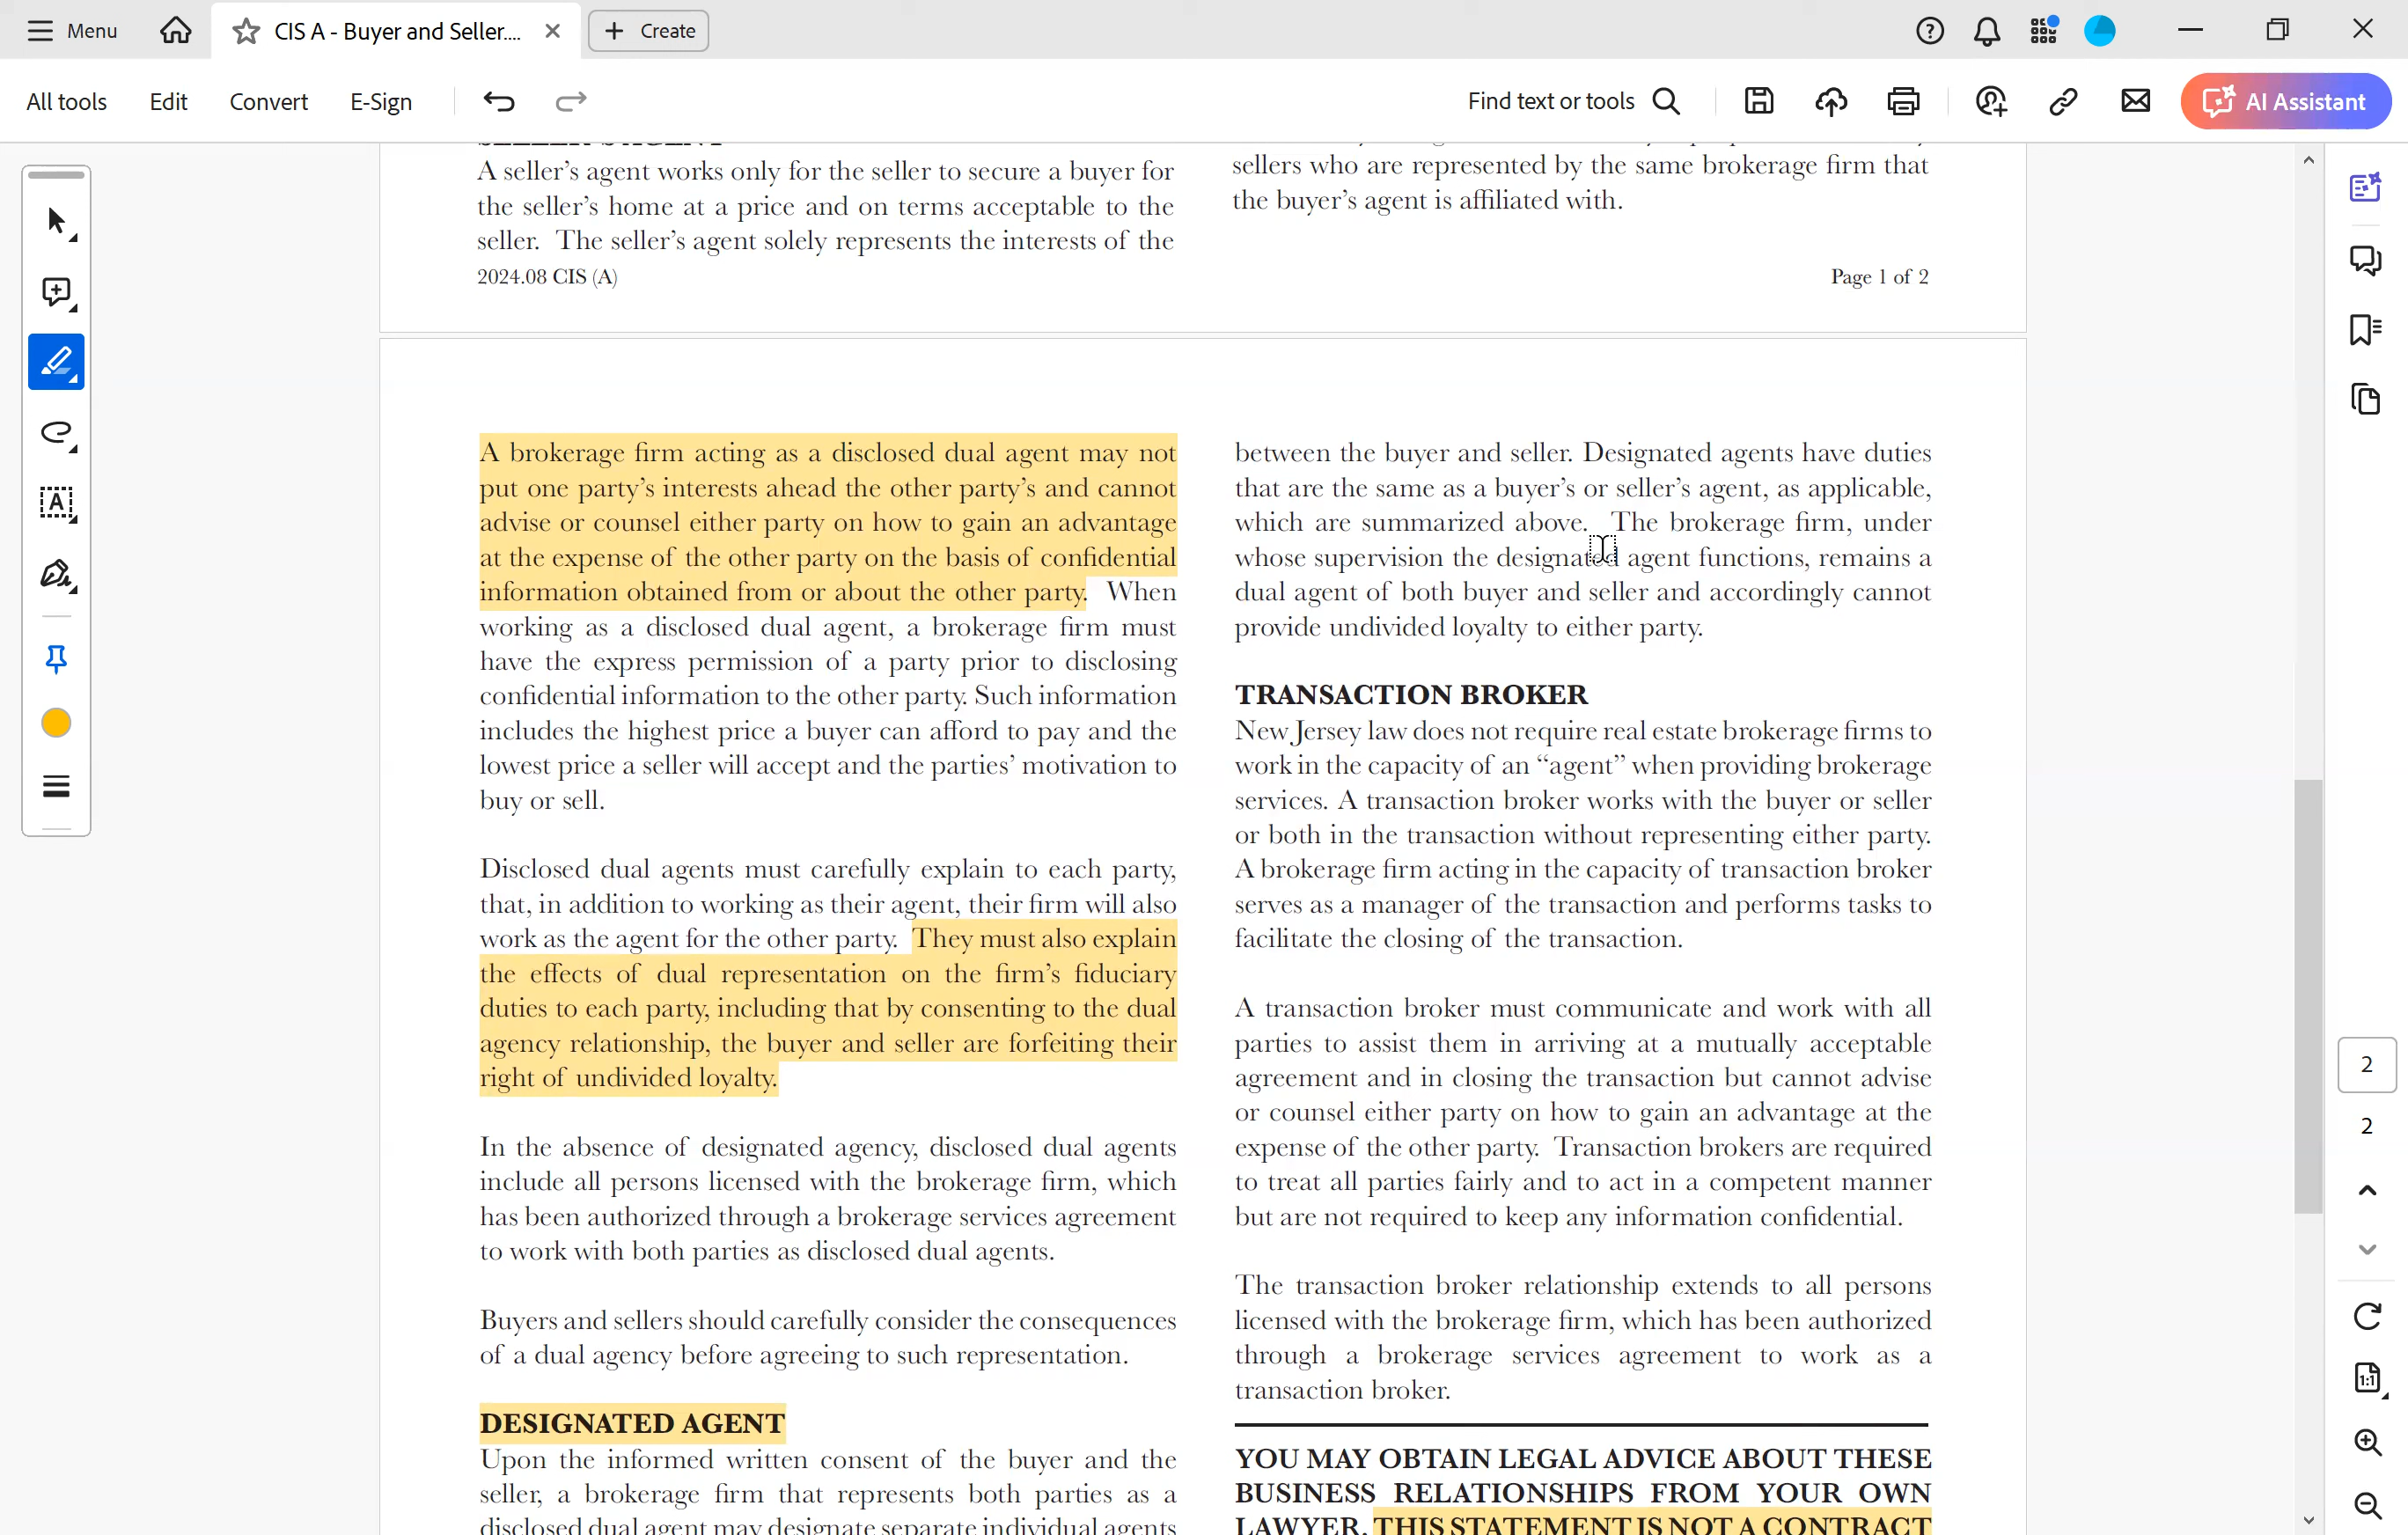 Menu
CIS A - Buyer and Seller....
Create
All tools
Edit
Convert
E-Sign
Find text or tools
AI Assistant
A seller's agent works only for the seller to secure a buyer for
the seller's home at a price and on terms acceptable to the
seller. The seller's agent solely represents the interests of the
2024.08 CIS (A)
sellers who are represented by the same brokerage firm that
the buyer's agent is affiliated with.
Page 1 of 2
A brokerage firm acting as a disclosed dual agent may not
put one party's interests ahead the other party's and cannot
advise or counsel either party on how to gain an advantage
at the expense of the other party on the basis of confidential
information obtained from or about the other party. When
working as a disclosed dual agent, a brokerage firm must
have the express permission of a party prior to disclosing
confidential information to the other party. Such information
includes the highest price a buyer can afford to pay and the
lowest price a seller will accept and the parties' motivation to
buy or sell.
Disclosed dual agents must carefully explain to each party,
that, in addition to working as their agent, their firm will also
work as the agent for the other party. They must also explain
the effects of dual representation on the firm's fiduciary
duties to each party, including that by consenting to the dual
agency relationship, the buyer and seller are forfeiting their
right of undivided loyalty.
In the absence of designated agency, disclosed dual agents
include all persons licensed with the brokerage firm, which
has been authorized through a brokerage services agreement
to work with both parties as disclosed dual agents.
Buyers and sellers should carefully consider the consequences
of a dual agency before agreeing to such representation.
DESIGNATED AGENT
Upon the informed written consent of the buyer and the
seller, a brokerage firm that represents both parties as a
disclosed dual agent may designate separate individual agents
between the buyer and seller. Designated agents have duties
that are the same as a buyer's or seller's agent, as applicable,
which are summarized above. The brokerage firm, under
whose supervision the designated agent functions, remains a
dual agent of both buyer and seller and accordingly cannot
provide undivided loyalty to either party.
TRANSACTION BROKER
New Jersey law does not require real estate brokerage firms to
work in the capacity of an “agent” when providing brokerage
services. A transaction broker works with the buyer or seller
or both in the transaction without representing either party.
A brokerage firm acting in the capacity of transaction broker
serves as a manager of the transaction and performs tasks to
facilitate the closing of the transaction.
A transaction broker must communicate and work with all
parties to assist them in arriving at a mutually acceptable
agreement and in closing the transaction but cannot advise
or counsel either party on how to gain an advantage at the
expense of the other party. Transaction brokers are required
to treat all parties fairly and to act in a competent manner
but are not required to keep any information confidential.
The transaction broker relationship extends to all persons
licensed with the brokerage firm, which has been authorized
through a brokerage services agreement to work as a
transaction broker.
YOU MAY OBTAIN LEGAL ADVICE ABOUT THESE
BUSINESS RELATIONSHIPS FROM YOUR OWN
LAWYER. THIS STATEMENT IS NOT A CONTRACT
2
2